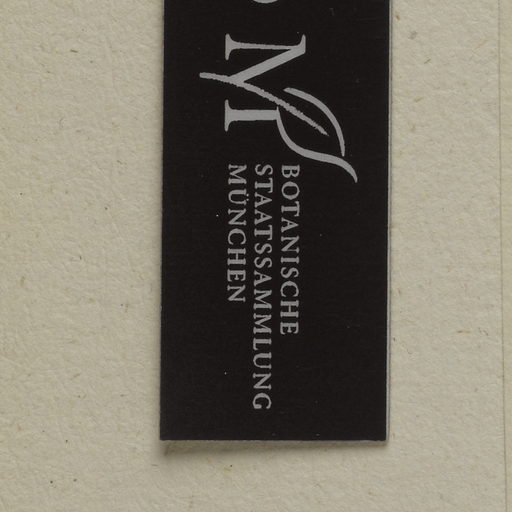 M
BOTANISCHE
STAATSSAMMLUNG
MÜNCHEN